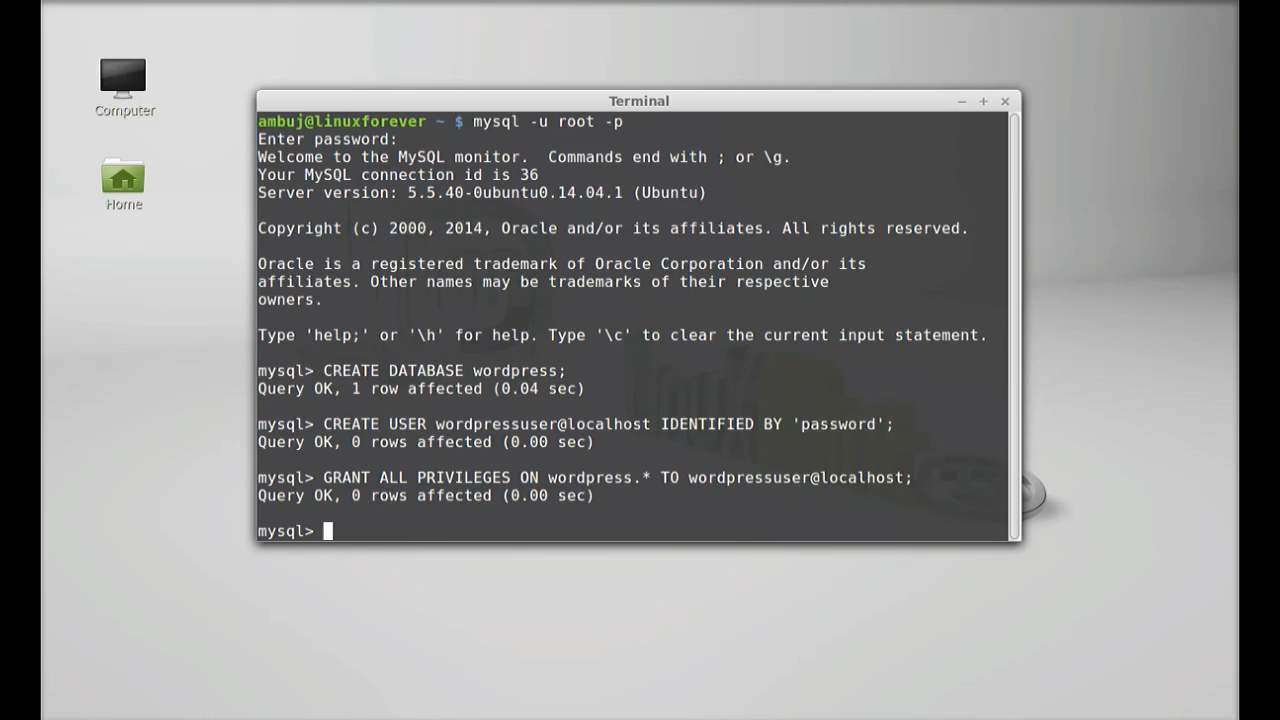 Computer
Home
Terminal
ambuj@linuxforever ~ $ mysql -u root -p
Enter password:
Welcome to the MySQL monitor.  Commands end with ; or \g.
Your MySQL connection id is 36
Server version: 5.5.40-0ubuntu0.14.04.1 (Ubuntu)
Copyright (c) 2000, 2014, Oracle and/or its affiliates. All rights reserved.
Oracle is a registered trademark of Oracle Corporation and/or its
affiliates. Other names may be trademarks of their respective
owners.
Type 'help;' or '\h' for help. Type '\c' to clear the current input statement.
mysql> CREATE DATABASE wordpress;
Query OK, 1 row affected (0.04 sec)
mysql> CREATE USER wordpressuser@localhost IDENTIFIED BY 'password';
Query OK, 0 rows affected (0.00 sec)
mysql> GRANT ALL PRIVILEGES ON wordpress.* TO wordpressuser@localhost;
Query OK, 0 rows affected (0.00 sec)
mysql>